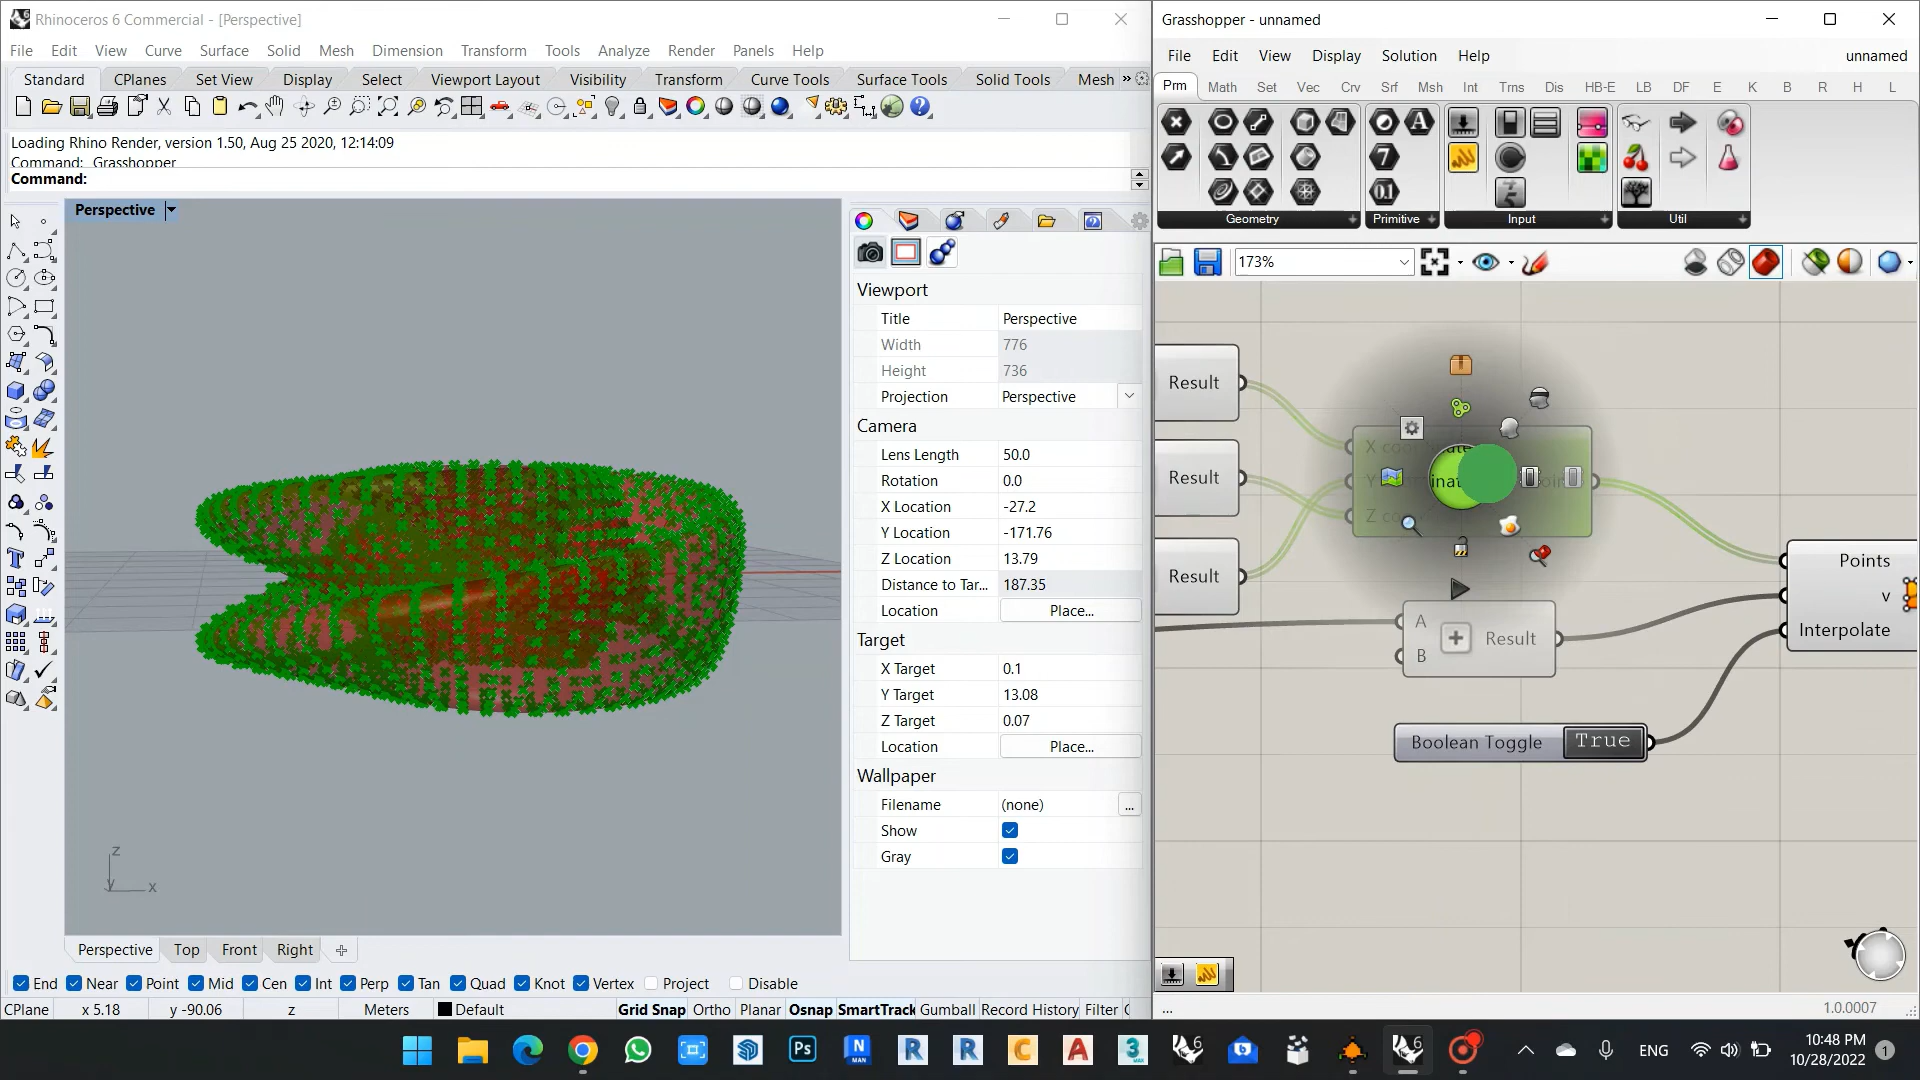 Rhinoceros 6 Commercial - [Perspective]
File Edit View Curve Surface Solid Mesh Dimension Transform Tools Analyze Render Panels Help
Standard CPlanes Set View Display Select Viewport Layout Visibility Transform Curve Tools Surface Tools Solid Tools Mesh »
Loading Rhino Render, version 1.50, Aug 25 2020, 12:14:09
Command: _Grasshopper
Command:
Perspective
Viewport
Title Perspective
Width 776
Height 736
Projection Perspective
Camera
Lens Length 50.0
Rotation 0.0
X Location -27.2
Y Location -171.76
Z Location 13.79
Distance to Tar... 187.35
Location Place...
Target
X Target 0.1
Y Target 13.08
Z Target 0.07
Location Place...
Wallpaper
Filename (none) ...
Show
Gray
z
y x
Perspective Top Front Right
End Near Point Mid Cen Int Perp Tan Quad Knot Vertex Project Disable
CPlane x 5.18 y -90.06 z Meters Default Grid Snap Ortho Planar Osnap SmartTrack Gumball Record History Filter
Grasshopper - unnamed
File Edit View Display Solution Help unnamed
Prm Math Set Vec Crv Srf Msh Int Trns Dis HB-E LB DF E K B R H L
Geometry Primitive Input Util
173%
Result
Result
Result
X
Y
Z
Points
v
Interpolate
A
B
Result
Boolean Toggle True
... 1.0.0007
ENG
10:48 PM
10/28/2022
1